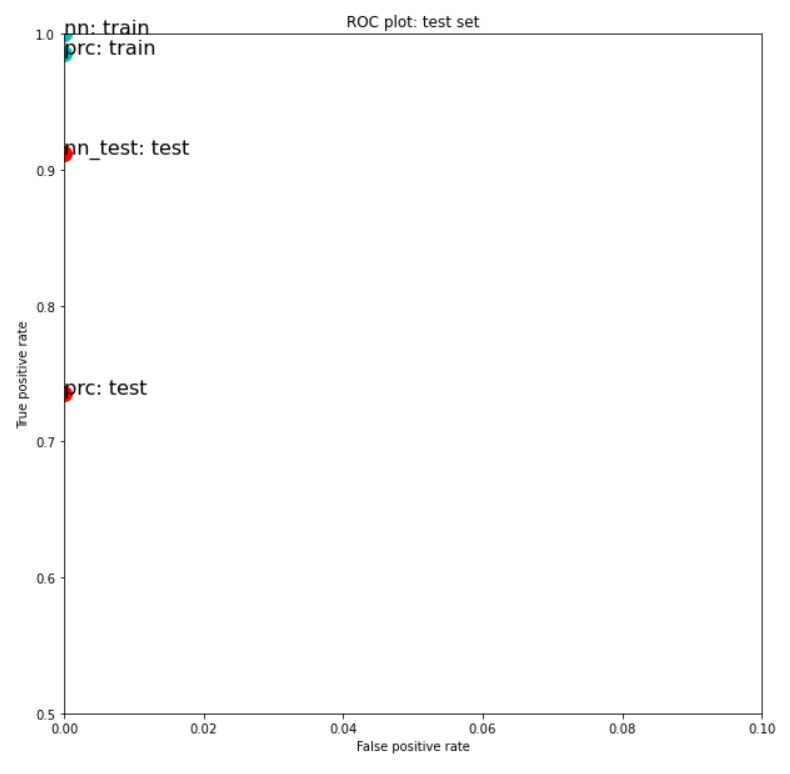 ROC plot: test set
nn: train
1.0
prc: train
nn_test: test
0.9
0.8
prc: test
0.7
0.6
0.5
True positive rate
0.00 0.02 0.04 0.06 0.08 0.10
False positive rate